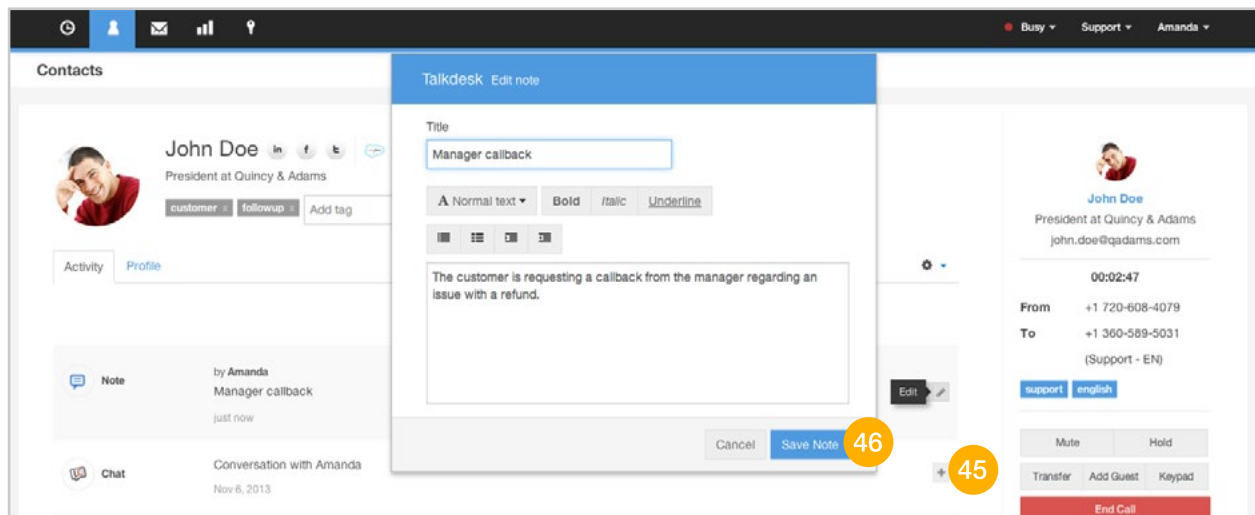 Busy Support Amanda
Contacts
Talkdesk Edit note
Title
Manager callback
A Normal text Bold Italic Underline
The customer is requesting a callback from the manager regarding an
issue with a refund.
Cancel Save Note 46
John Doe in f t
President at Quincy & Adams
customer x followup x Add tag
Activity Profile
Note by Amanda
Manager callback
just now
Edit
Chat Conversation with Amanda
Nov 6, 2013
+ 45
John Doe
President at Quincy & Adams
john.doe@qadams.com
00:02:47
From +1 720-608-4079
To +1 360-589-5031
(Support - EN)
support english
Mute Hold
Transfer Add Guest Keypad
End Call